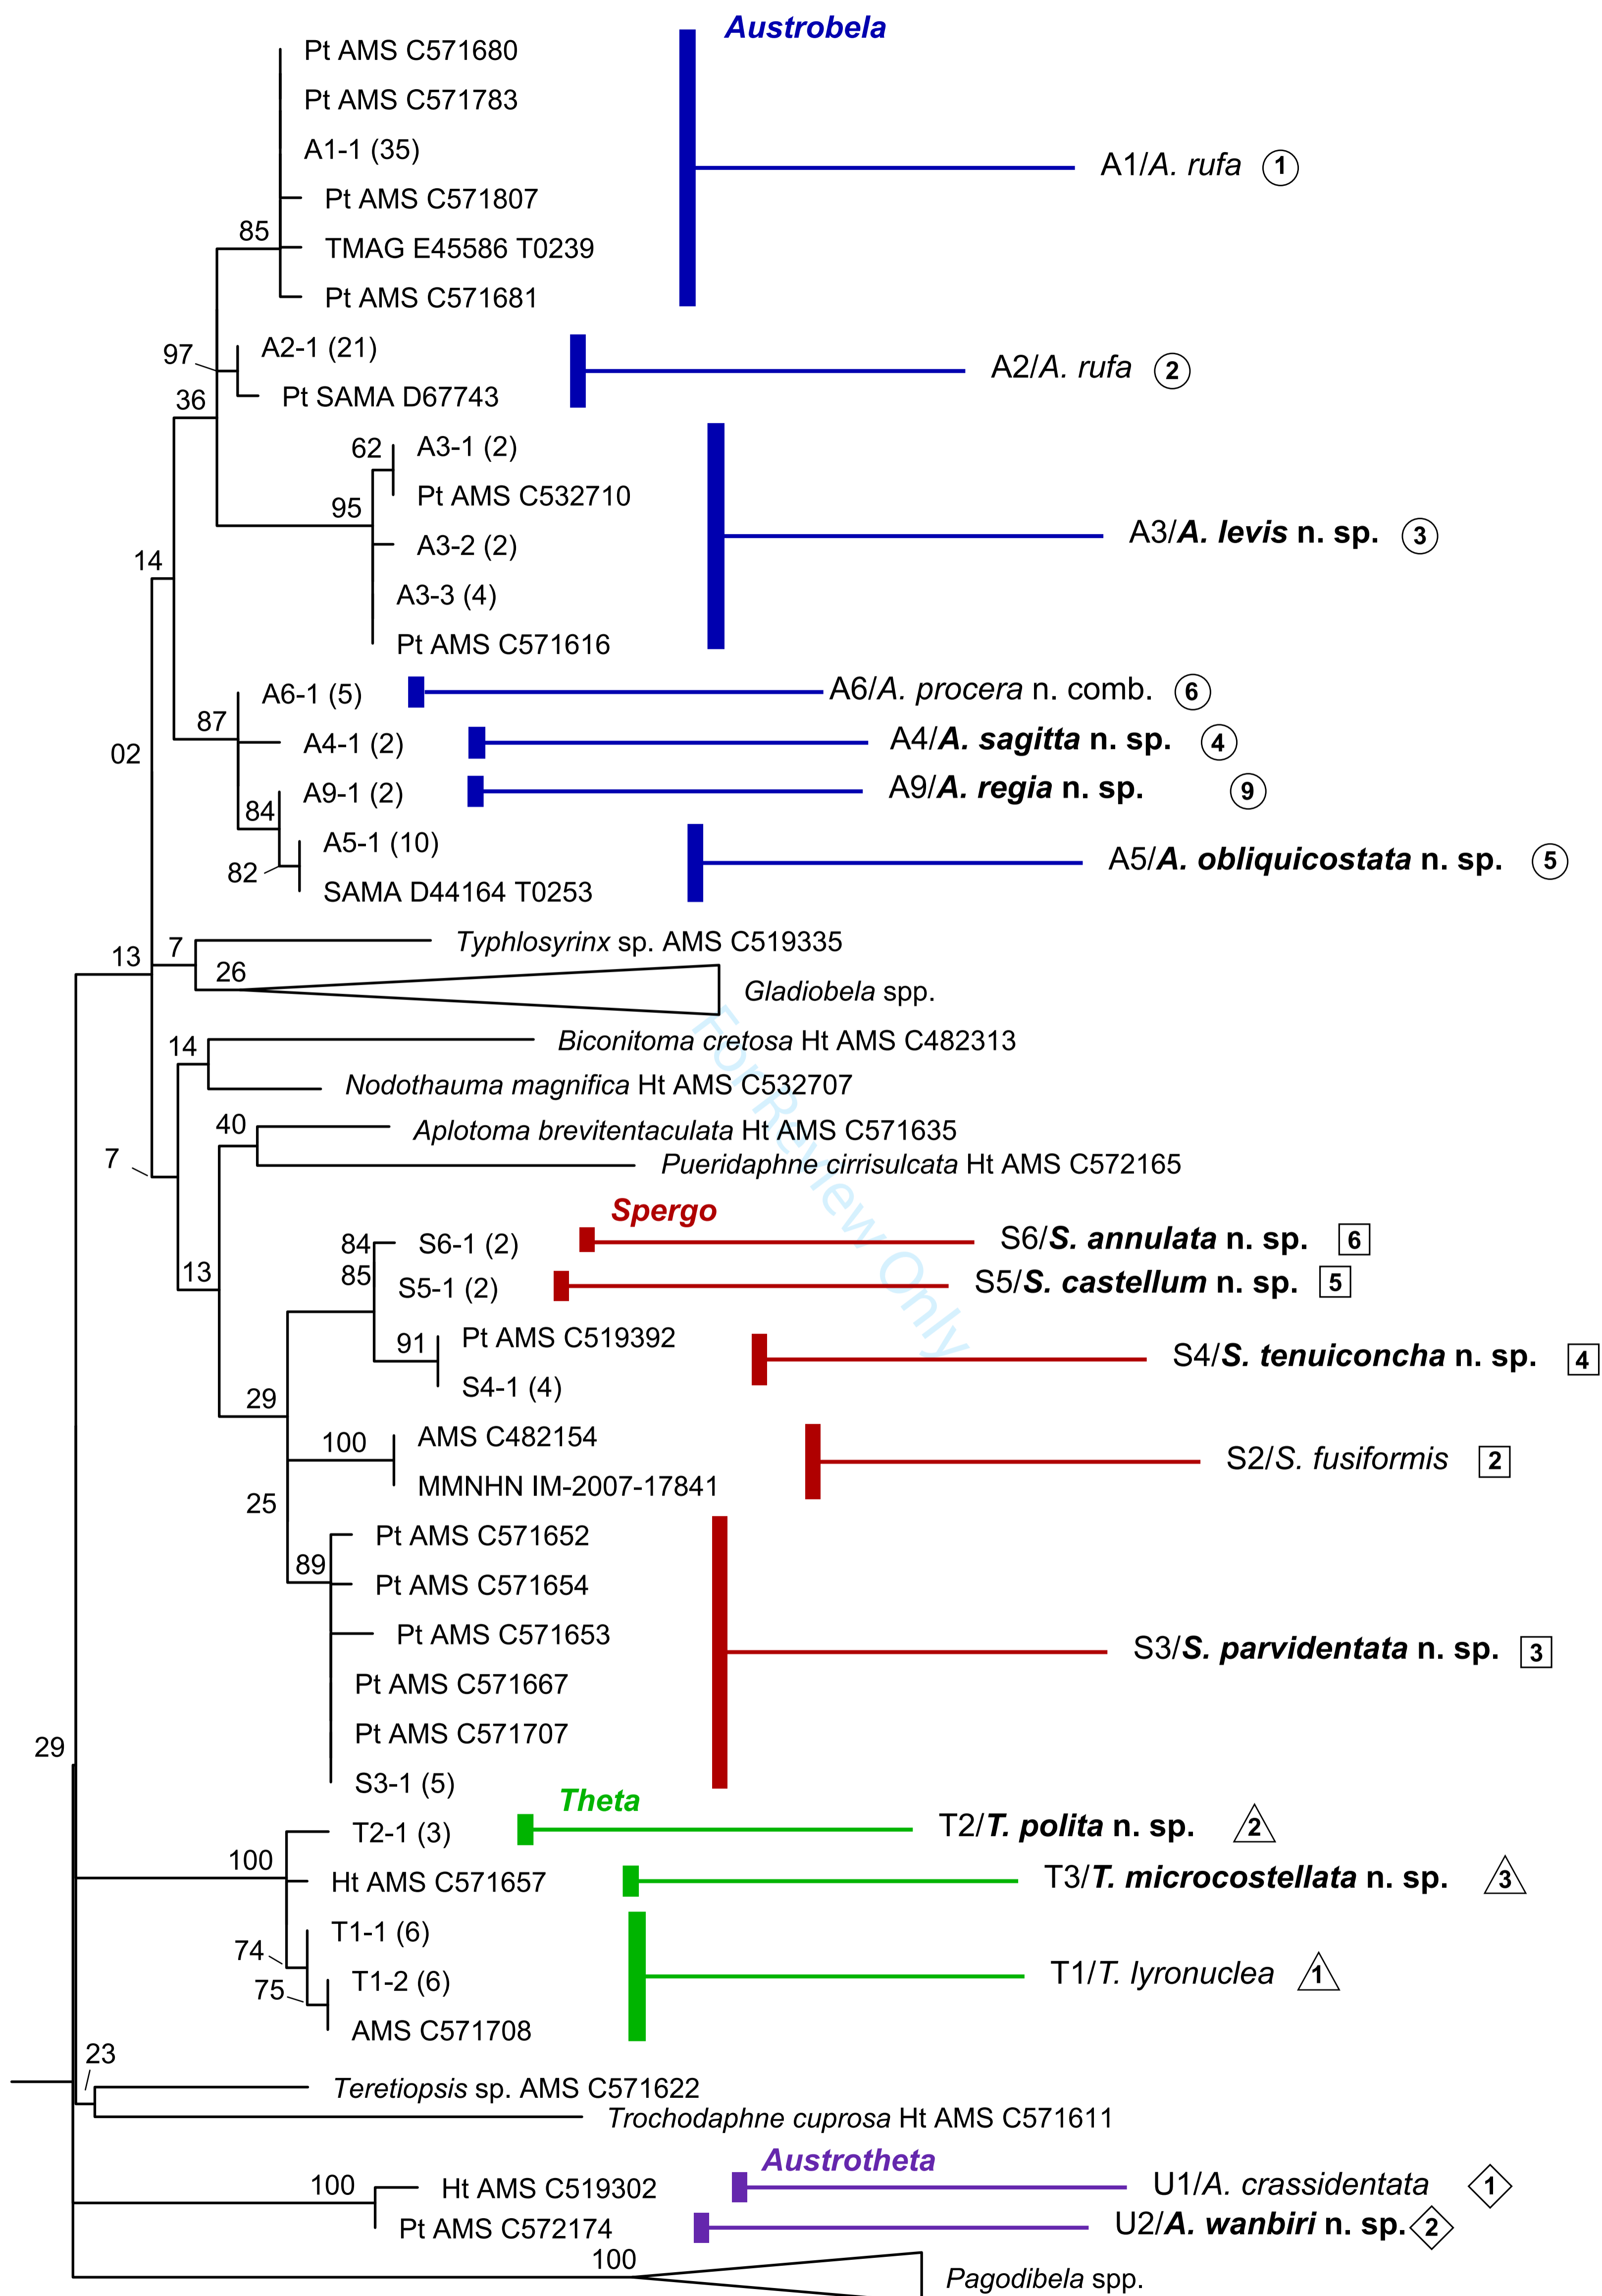 Austrobela
Pt AMS C571680
Pt AMS C571783
A1-1 (35)
A1/A. rufa 1
Pt AMS C571807
85
TMAG E45586 T0239
Pt AMS C571681
97
A2-1 (21)
A2/A. rufa 2
Pt SAMA D67743
36
62
A3-1 (2)
Pt AMS C532710
95
A3/A. levis n. sp. 3
A3-2 (2)
14
A3-3 (4)
Pt AMS C571616
A6-1 (5)
A6/A. procera n. comb. 6
87
A4-1 (2)
A4/A. sagitta n. sp. 4
02
A9-1 (2)
A9/A. regia n. sp. 9
84
A5-1 (10)
A5/A. obliquicostata n. sp. 5
82
SAMA D44164 T0253
13
7
Typhlosyrinx sp. AMS C519335
26
Gladiobela spp.
14
Biconitoma cretosa Ht AMS C482313
Nodothauma magnifica Ht AMS C532707
40
Aplotoma brevitentaculata Ht AMS C571635
7
Pueridaphne cirrisulcata Ht AMS C572165
For Review Only
Spergo
84
S6-1 (2)
S6/S. annulata n. sp. 6
13
85
S5-1 (2)
S5/S. castellum n. sp. 5
91
Pt AMS C519392
S4/S. tenuiconcha n. sp. 4
S4-1 (4)
29
100
AMS C482154
S2/S. fusiformis 2
MMNHN IM-2007-17841
25
Pt AMS C571652
89
Pt AMS C571654
Pt AMS C571653
S3/S. parvidentata n. sp. 3
Pt AMS C571667
Pt AMS C571707
29
S3-1 (5)
Theta
T2-1 (3)
T2/T. polita n. sp. 2
100
Ht AMS C571657
T3/T. microcostellata n. sp. 3
T1-1 (6)
74
T1/T. lyronuclea 1
75
T1-2 (6)
AMS C571708
23
Teretiopsis sp. AMS C571622
Trochodaphne cuprosa Ht AMS C571611
Austrotheta
100
Ht AMS C519302
U1/A. crassidentata 1
Pt AMS C572174
U2/A. wanbiri n. sp. 2
100
Pagodibela spp.